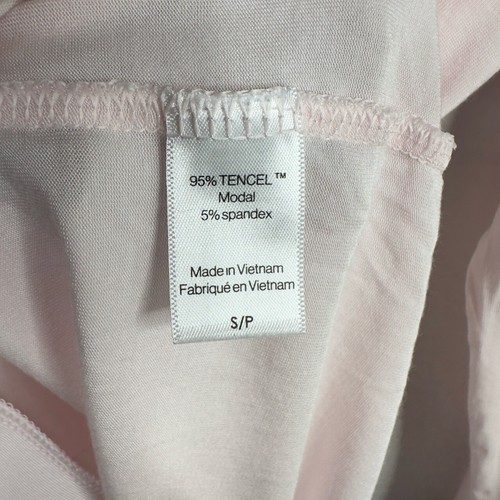 95% TENCEL™
Modal
5% spandex
Made in Vietnam
Fabriqué en Vietnam
S/P